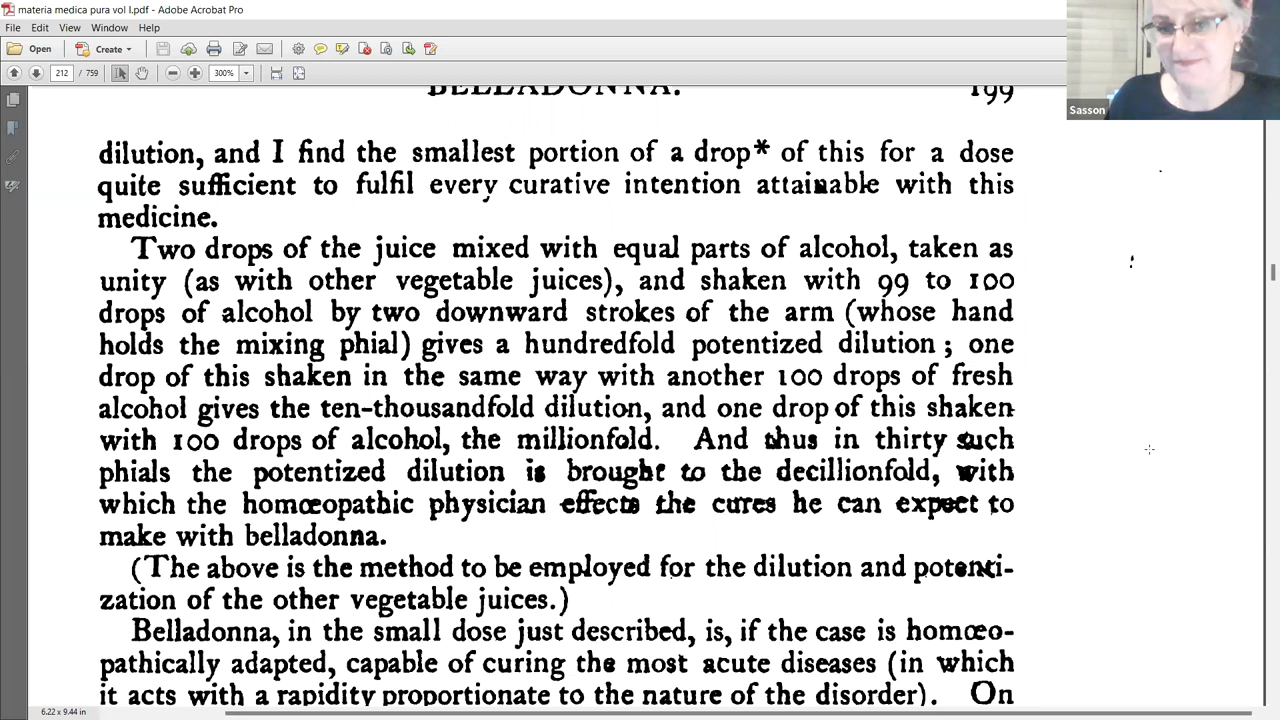 materia medica pura vol I.pdf - Adobe Acrobat Pro
File Edit View Window Help
Open Create
212 / 759 300%
Sasson
BELLADONNA. 199
dilution, and I find the smallest portion of a drop* of this for a dose
quite sufficient to fulfil every curative intention attainable with this
medicine.
Two drops of the juice mixed with equal parts of alcohol, taken as
unity (as with other vegetable juices), and shaken with 99 to 100
drops of alcohol by two downward strokes of the arm (whose hand
holds the mixing phial) gives a hundredfold potentized dilution ; one
drop of this shaken in the same way with another 100 drops of fresh
alcohol gives the ten-thousandfold dilution, and one drop of this shaken
with 100 drops of alcohol, the millionfold. And thus in thirty such
phials the potentized dilution is brought to the decillionfold, with
which the homœopathic physician effects the cures he can expect to
make with belladonna.
(The above is the method to be employed for the dilution and potenti-
zation of the other vegetable juices.)
Belladonna, in the small dose just described, is, if the case is homœo-
pathically adapted, capable of curing the most acute diseases (in which
it acts with a rapidity proportionate to the nature of the disorder). On
6.22 x 9.44 in